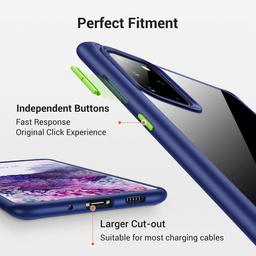 Perfect Fitment
Independent Buttons
Fast Response
Original Click Experience
Larger Cut-out
Suitable for most charging cables